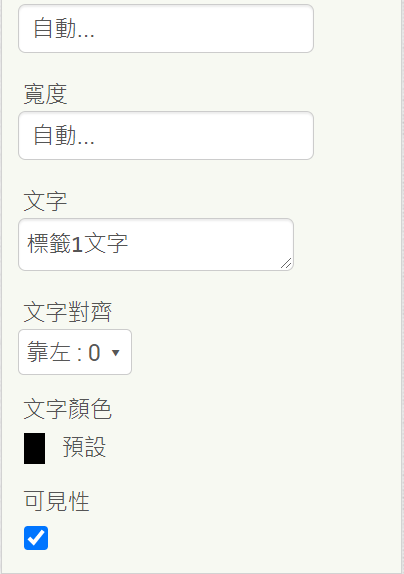 自動...
寬度
自動...
文字
標籤1文字
文字對齊
靠左 : 0
文字顏色
預設
可見性